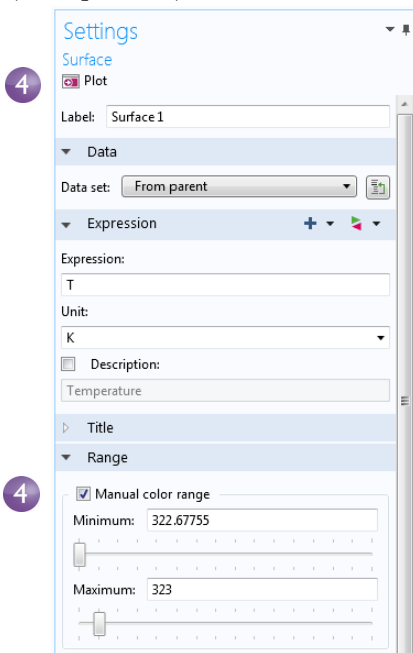 Settings
Surface
4
Plot
Label: Surface 1
Data
Data set: From parent
Expression
Expression:
T
Unit:
K
Description:
Temperature
Title
Range
4
Manual color range
Minimum: 322.67755
Maximum: 323